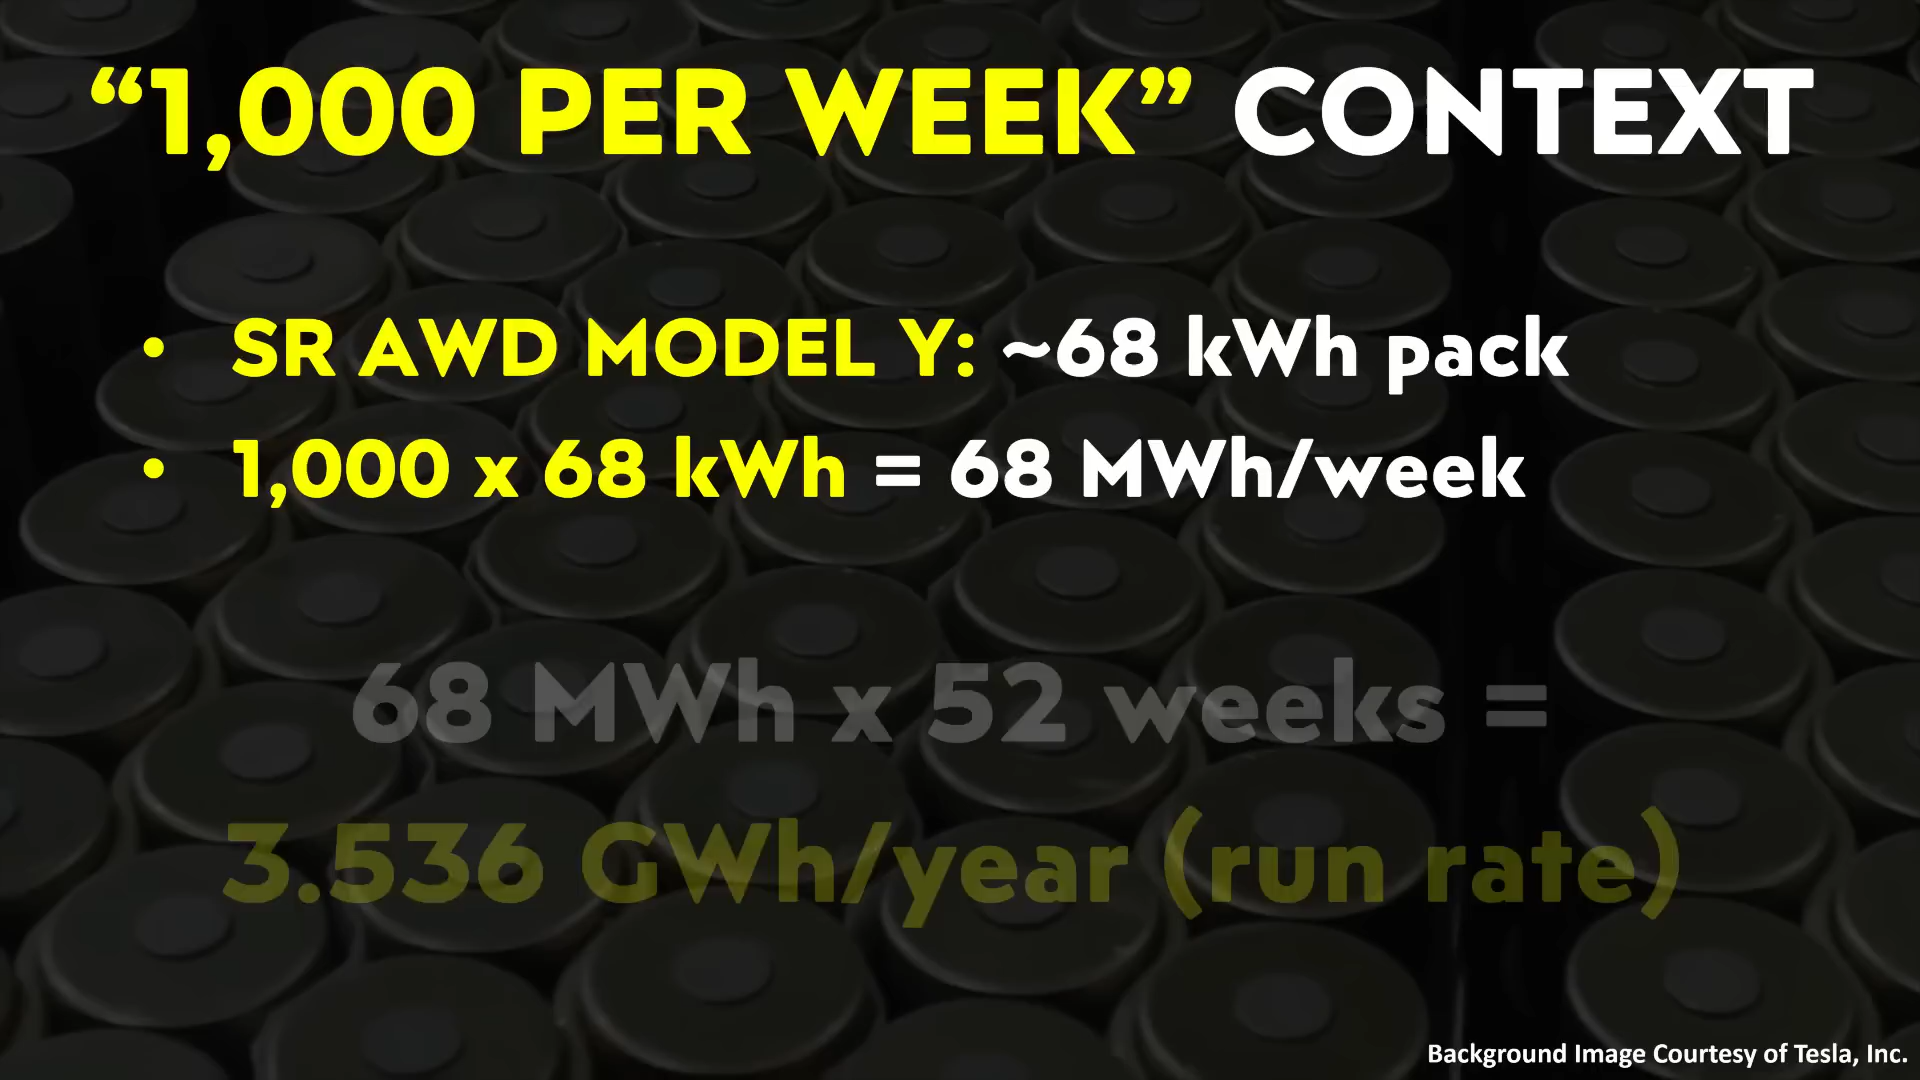 “1,000 PER WEEK” CONTEXT
• SR AWD MODEL Y: ~68 kWh pack
• 1,000 x 68 kWh = 68 MWh/week
68 MWh x 52 weeks =
3.536 GWh/year (run rate)
Background Image Courtesy of Tesla, Inc.